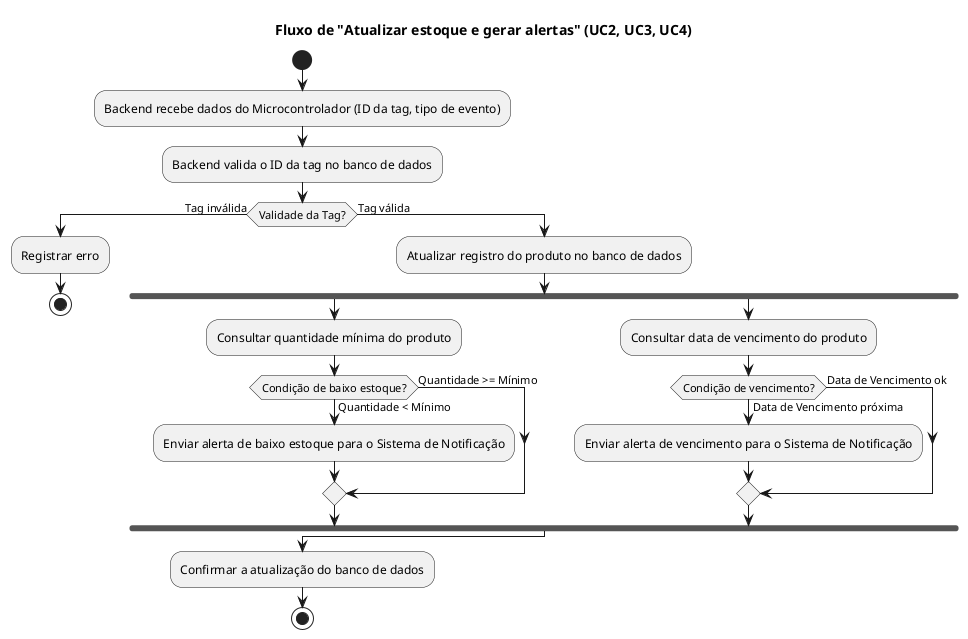 Fluxo de "Atualizar estoque e gerar alertas" (UC2, UC3, UC4)
Backend recebe dados do Microcontrolador (ID da tag, tipo de evento)
Backend valida o ID da tag no banco de dados
Tag inválida
Validade da Tag?
Tag válida
Registrar erro
Atualizar registro do produto no banco de dados
Consultar quantidade mínima do produto
Condição de baixo estoque?
Quantidade >= Mínimo
Quantidade < Mínimo
Enviar alerta de baixo estoque para o Sistema de Notificação
Consultar data de vencimento do produto
Condição de vencimento?
Data de Vencimento ok
Data de Vencimento próxima
Enviar alerta de vencimento para o Sistema de Notificação
Confirmar a atualização do banco de dados